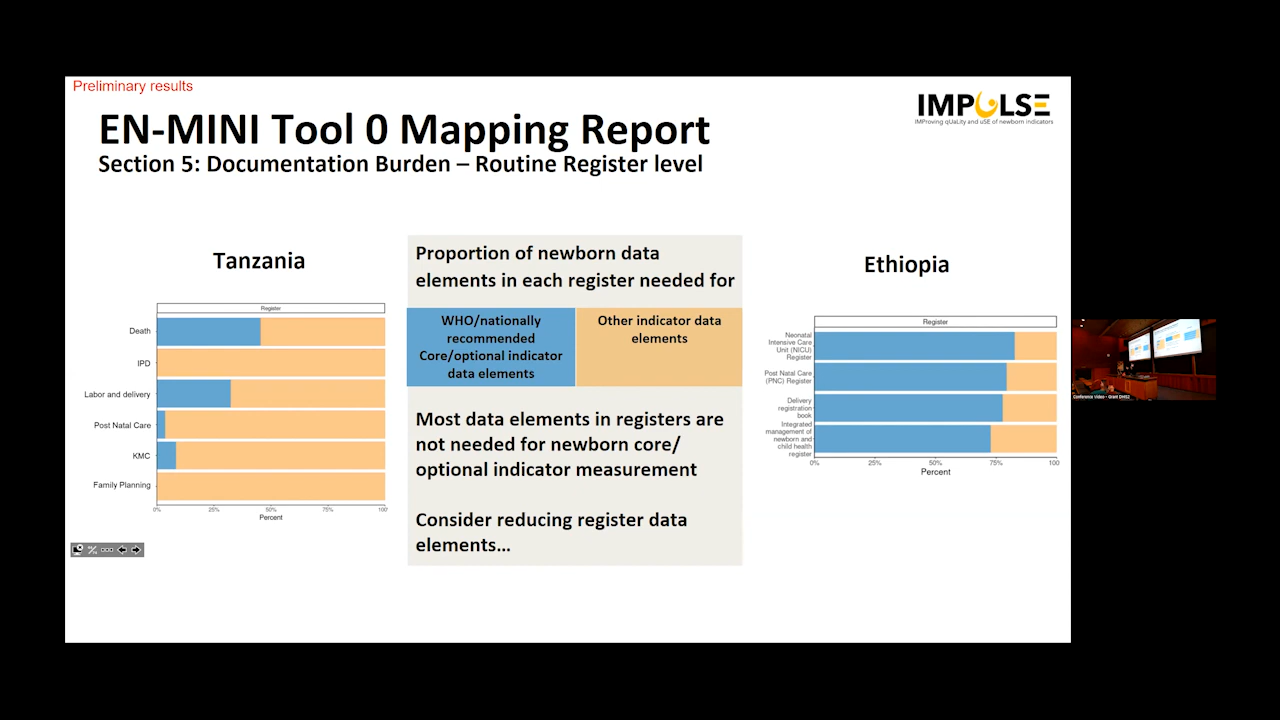 Preliminary results
IMPULSE
IMProving qUaLity and uSE of newborn indicators
EN-MINI Tool 0 Mapping Report
Section 5: Documentation Burden – Routine Register level
Tanzania
Register
Death
IPD
Labor and delivery
Post Natal Care
KMC
Family Planning
0%
25%
50%
75%
100
Percent
Proportion of newborn data
elements in each register needed for
WHO/nationally
recommended
Core/optional indicator
data elements
Other indicator data
elements
Most data elements in registers are
not needed for newborn core/
optional indicator measurement
Consider reducing register data
elements…
Ethiopia
Register
Neonatal
Intensive Care
Unit (NICU)
Register
Post Natal Care
(PNC) Register
Delivery
registration
book
Integrated
management of
newborn and
child health
register
0%
25%
50%
75%
100
Percent
Conference Video - Grant DHIS2